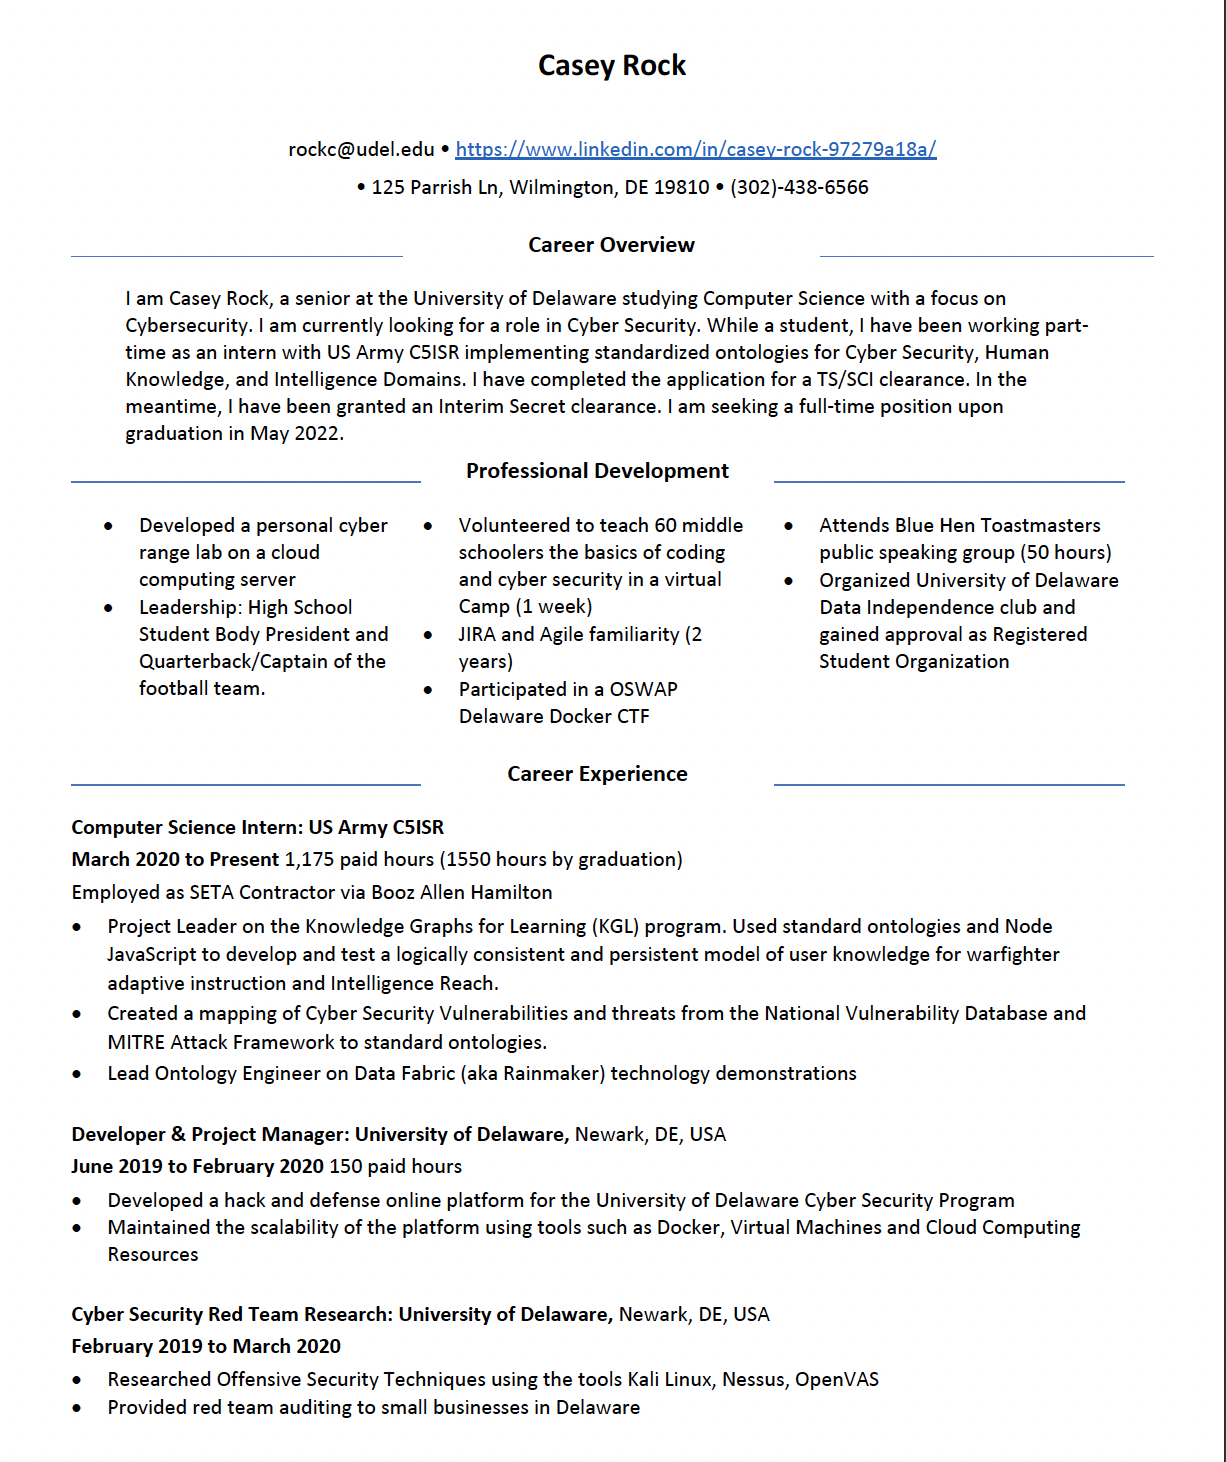 Casey Rock
rockc@udel.edu • https://www.linkedin.com/in/casey-rock-97279a18a/
• 125 Parrish Ln, Wilmington, DE 19810 • (302)-438-6566
Career Overview
I am Casey Rock, a senior at the University of Delaware studying Computer Science with a focus on
Cybersecurity. I am currently looking for a role in Cyber Security. While a student, I have been working part-
time as an intern with US Army C5ISR implementing standardized ontologies for Cyber Security, Human
Knowledge, and Intelligence Domains. I have completed the application for a TS/SCI clearance. In the
meantime, I have been granted an Interim Secret clearance. I am seeking a full-time position upon
graduation in May 2022.
Professional Development
• Developed a personal cyber
range lab on a cloud
computing server
• Leadership: High School
Student Body President and
Quarterback/Captain of the
football team.
• Volunteered to teach 60 middle
schoolers the basics of coding
and cyber security in a virtual
Camp (1 week)
• JIRA and Agile familiarity (2
years)
• Participated in a OSWAP
Delaware Docker CTF
• Attends Blue Hen Toastmasters
public speaking group (50 hours)
• Organized University of Delaware
Data Independence club and
gained approval as Registered
Student Organization
Career Experience
Computer Science Intern: US Army C5ISR
March 2020 to Present 1,175 paid hours (1550 hours by graduation)
Employed as SETA Contractor via Booz Allen Hamilton
• Project Leader on the Knowledge Graphs for Learning (KGL) program. Used standard ontologies and Node
JavaScript to develop and test a logically consistent and persistent model of user knowledge for warfighter
adaptive instruction and Intelligence Reach.
• Created a mapping of Cyber Security Vulnerabilities and threats from the National Vulnerability Database and
MITRE Attack Framework to standard ontologies.
• Lead Ontology Engineer on Data Fabric (aka Rainmaker) technology demonstrations
Developer & Project Manager: University of Delaware, Newark, DE, USA
June 2019 to February 2020 150 paid hours
• Developed a hack and defense online platform for the University of Delaware Cyber Security Program
• Maintained the scalability of the platform using tools such as Docker, Virtual Machines and Cloud Computing
Resources
Cyber Security Red Team Research: University of Delaware, Newark, DE, USA
February 2019 to March 2020
• Researched Offensive Security Techniques using the tools Kali Linux, Nessus, OpenVAS
• Provided red team auditing to small businesses in Delaware